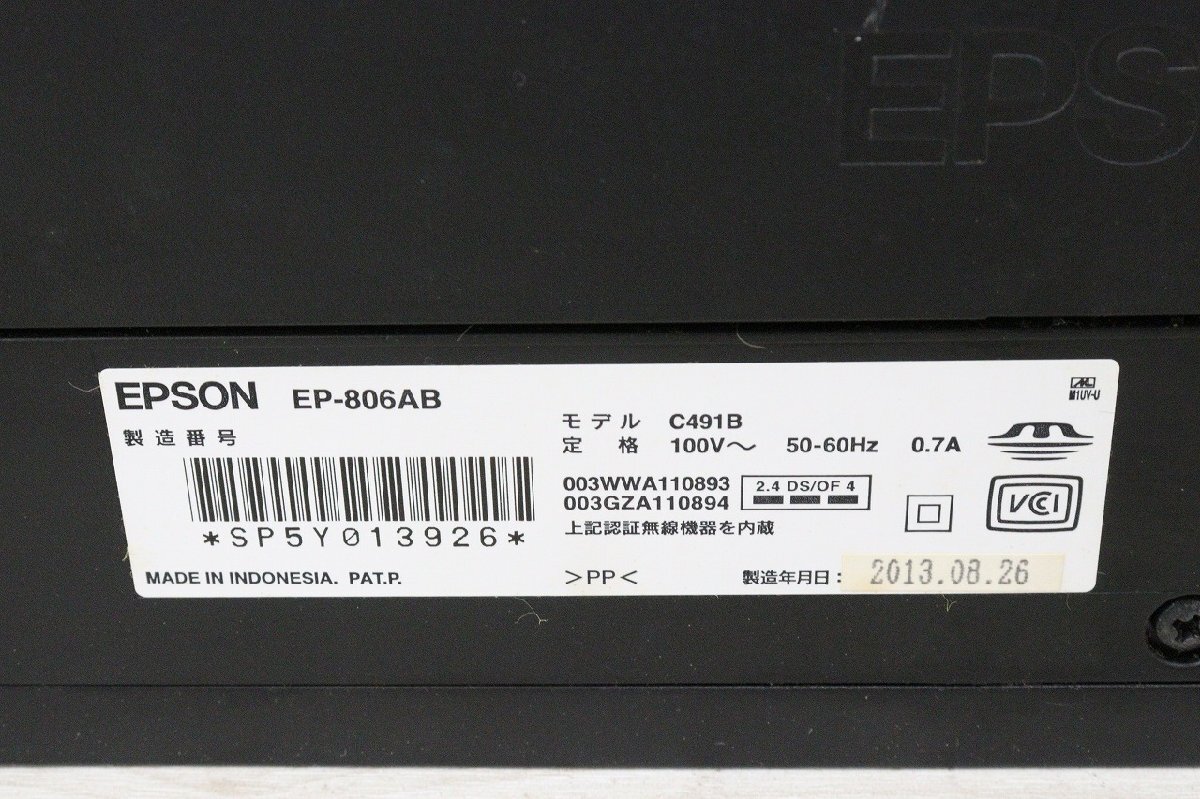 EPS
EPSON EP-806AB
製造番号
*SP5Y013926*
MADE IN INDONESIA. PAT.P.
モデル C491B
定格 100V～ 50-60Hz 0.7A
003WWA110893
003GZA110894
2.4 DS/OF 4
上記認証無線機器を内蔵
>PP<
製造年月日： 2013.08.26
M1UY-U
VCCI